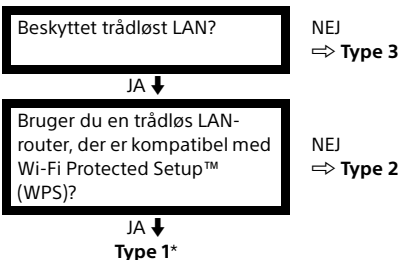 Beskyttet trådløst LAN?
NEJ
⇨ Type 3
JA ⬇
Bruger du en trådløs LAN-
router, der er kompatibel med
Wi-Fi Protected Setup™
(WPS)?
NEJ
⇨ Type 2
JA ⬇
Type 1*